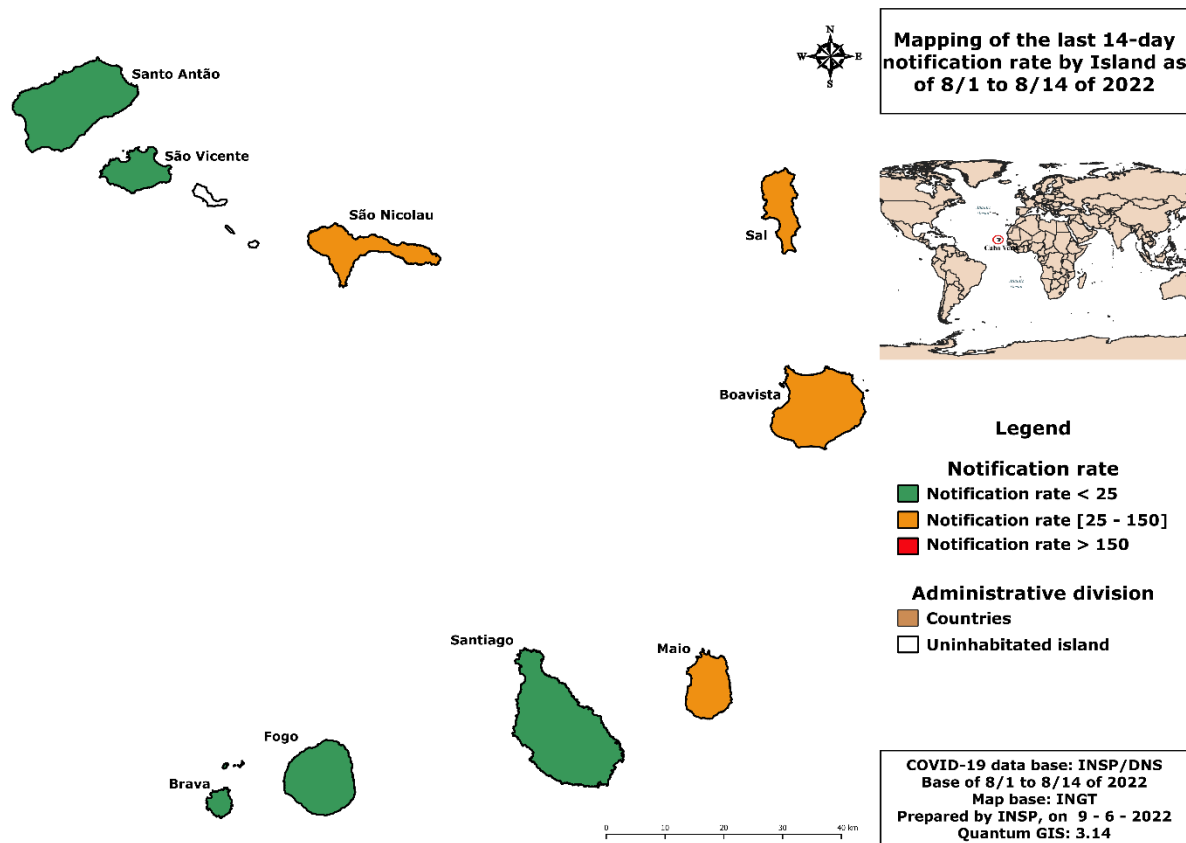 Mapping of the last 14-day
notification rate by Island as
of 8/1 to 8/14 of 2022
N
W
E
S
Santo Antão
São Vicente
São Nicolau
Sal
Boavista
Cabo Verde
Legend
Notification rate
Notification rate < 25
Notification rate [25 - 150]
Notification rate > 150
Administrative division
Countries
Uninhabitated island
Santiago
Maio
Fogo
Brava
0 10 20 30 40 km
COVID-19 data base: INSP/DNS
Base of 8/1 to 8/14 of 2022
Map base: INGT
Prepared by INSP, on 9 - 6 - 2022
Quantum GIS: 3.14